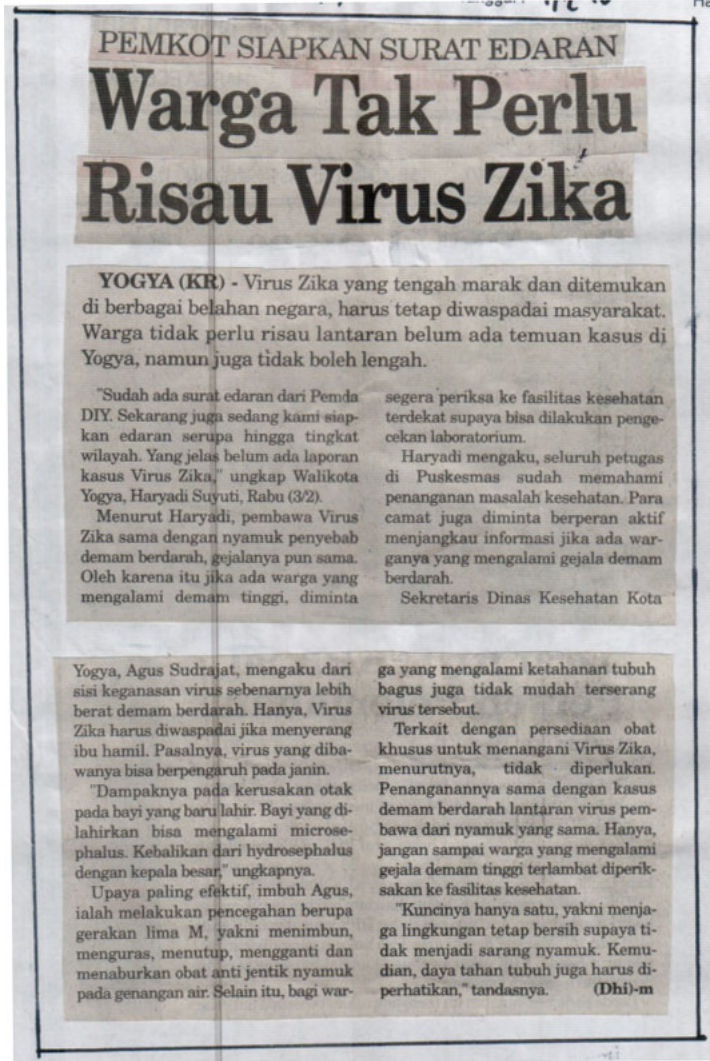 PEMKOT SIAPKAN SURAT EDARAN
Warga Tak Perlu
Risau Virus Zika
YOGYA (KR) - Virus Zika yang tengah marak dan ditemukan
di berbagai belahan negara, harus tetap diwaspadai masyarakat.
Warga tidak perlu risau lantaran belum ada temuan kasus di
Yogya, namun juga tidak boleh lengah.
"Sudah ada surat edaran dari Pemda
DIY. Sekarang juga sedang kami siap-
kan edaran serupa hingga tingkat
wilayah. Yang jelas belum ada laporan
kasus Virus Zika," ungkap Walikota
Yogya, Haryadi Suyuti, Rabu (3/2).
Menurut Haryadi, pembawa Virus
Zika sama dengan nyamuk penyebab
demam berdarah, gejalanya pun sama.
Oleh karena itu jika ada warga yang
mengalami demam tinggi, diminta
segera periksa ke fasilitas kesehatan
terdekat supaya bisa dilakukan penge-
cekan laboratorium.
Haryadi mengaku, seluruh petugas
di Puskesmas sudah memahami
penanganan masalah kesehatan. Para
camat juga diminta berperan aktif
menjangkau informasi jika ada war-
ganya yang mengalami gejala demam
berdarah.
Sekretaris Dinas Kesehatan Kota
Yogya, Agus Sudrajat, mengaku dari
sisi keganasan virus sebenarnya lebih
berat demam berdarah. Hanya, Virus
Zika harus diwaspadai jika menyerang
ibu hamil. Pasalnya, virus yang diba-
wanya bisa berpengaruh pada janin.
"Dampaknya pada kerusakan otak
pada bayi yang baru lahir. Bayi yang di-
lahirkan bisa mengalami microse-
phalus. Kebalikan dari hydrosephalus
dengan kepala besar," ungkapnya.
Upaya paling efektif, imbuh Agus,
ialah melakukan pencegahan berupa
gerakan lima M, yakni menimbun,
menguras, menutup, mengganti dan
menaburkan obat anti jentik nyamuk
pada genangan air. Selain itu, bagi war-
ga yang mengalami ketahanan tubuh
bagus juga tidak mudah terserang
virus tersebut.
Terkait dengan persediaan obat
khusus untuk menangani Virus Zika,
menurutnya, tidak diperlukan.
Penanganannya sama dengan kasus
demam berdarah lantaran virus pem-
bawa dari nyamuk yang sama. Hanya,
jangan sampai warga yang mengalami
gejala demam tinggi terlambat diperik-
sakan ke fasilitas kesehatan.
"Kuncinya hanya satu, yakni menja-
ga lingkungan tetap bersih supaya ti-
dak menjadi sarang nyamuk. Kemu-
dian, daya tahan tubuh juga harus di-
perhatikan," tandasnya. (Dhi)-m